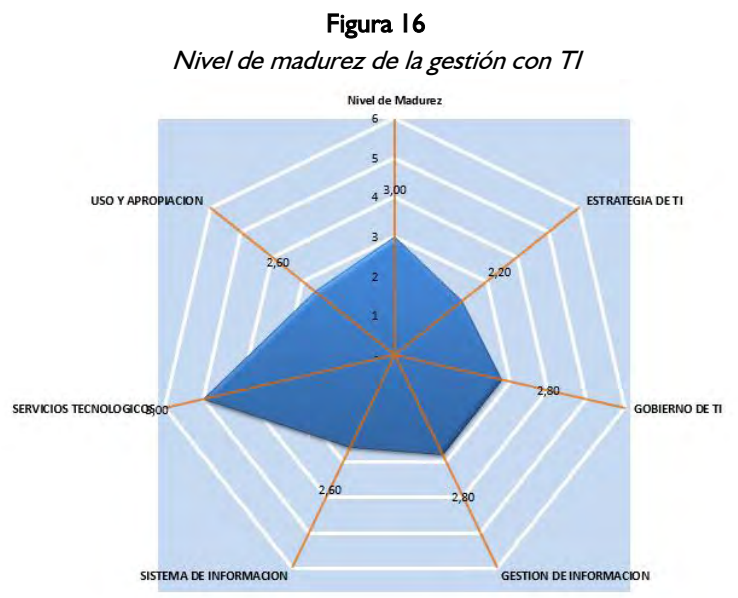 Figura 16
Nivel de madurez de la gestión con TI
Nivel de Madurez
6
5
4
3,00
3
2
1
-
ESTRATEGIA DE TI
2,20
GOBIERNO DE TI
2,80
GESTION DE INFORMACION
2,80
SISTEMA DE INFORMACION
2,60
SERVICIOS TECNOLOGICOS
5,00
USO Y APROPIACION
2,60